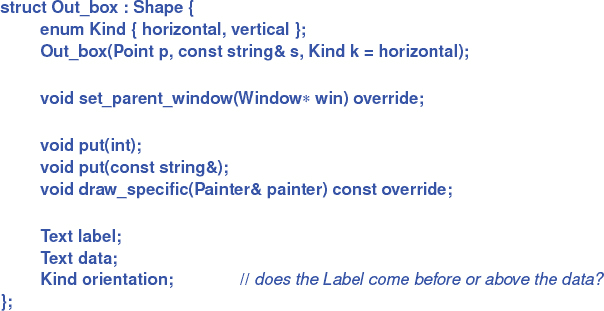 struct Out_box : Shape {
enum Kind { horizontal, vertical };
Out_box(Point p, const string& s, Kind k = horizontal);
void set_parent_window(Window* win) override;
void put(int);
void put(const string&);
void draw_specific(Painter& painter) const override;
Text label;
Text data;
Kind orientation; // does the Label come before or above the data?
};